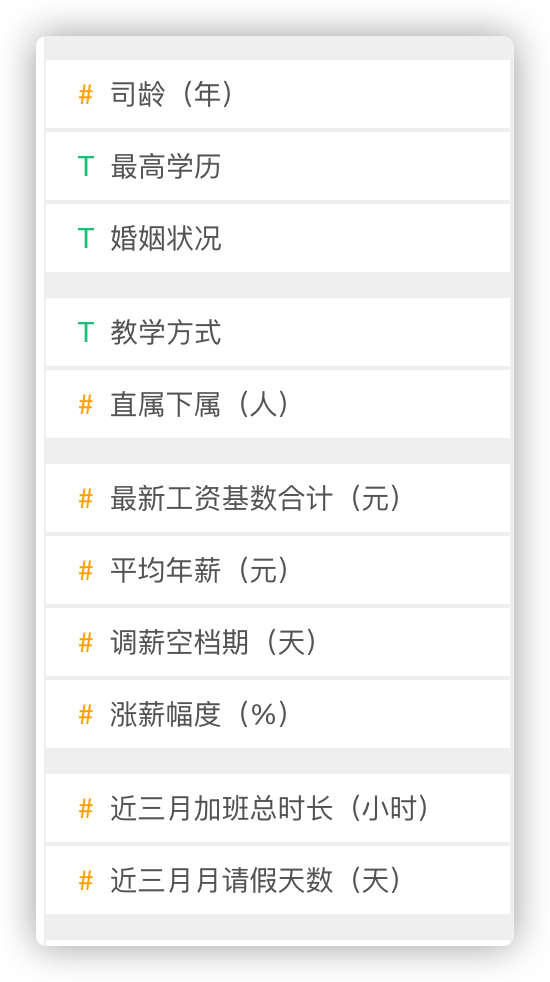 # 司龄（年）
T 最高学历
T 婚姻状况
T 教学方式
# 直属下属（人）
# 最新工资基数合计（元）
# 平均年薪（元）
# 调薪空档期（天）
# 涨薪幅度（%）
# 近三月加班总时长（小时）
# 近三月月请假天数（天）